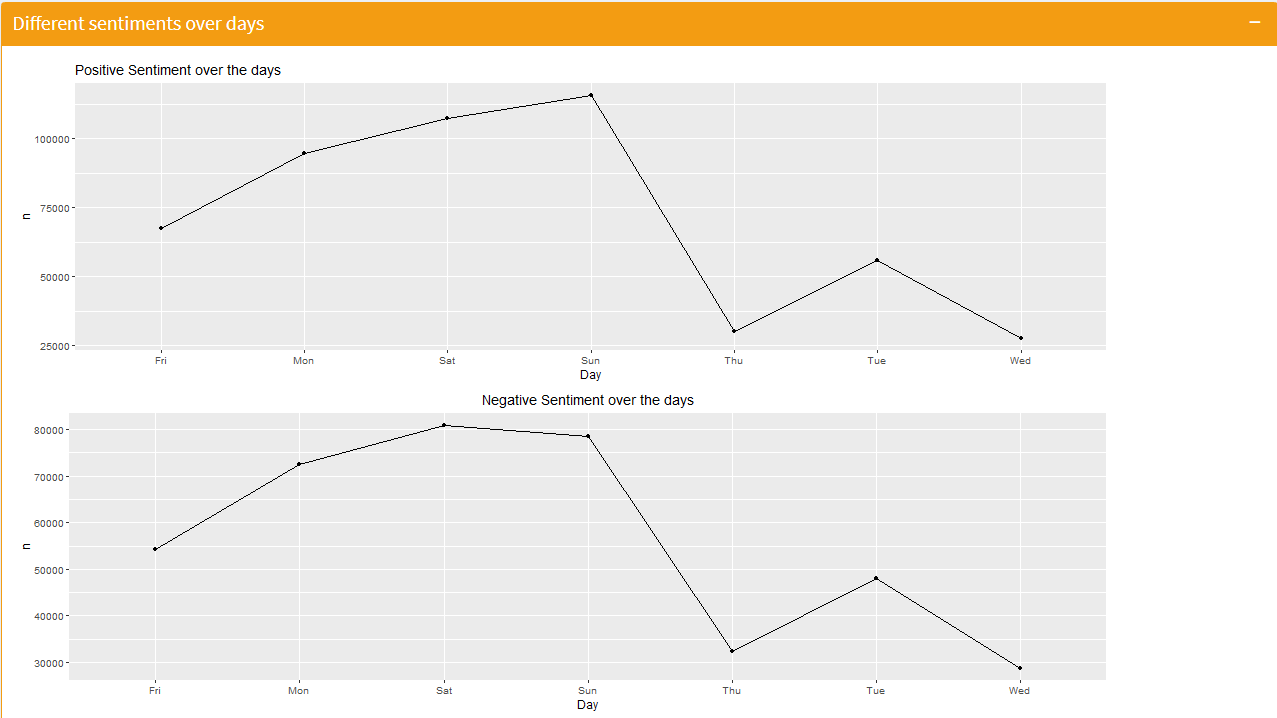 Different sentiments over days
Positive Sentiment over the days
100000
75000
50000
25000
n
Fri Mon Sat Sun Thu Tue Wed
Day
Negative Sentiment over the days
80000
70000
60000
50000
40000
30000
n
Fri Mon Sat Sun Thu Tue Wed
Day